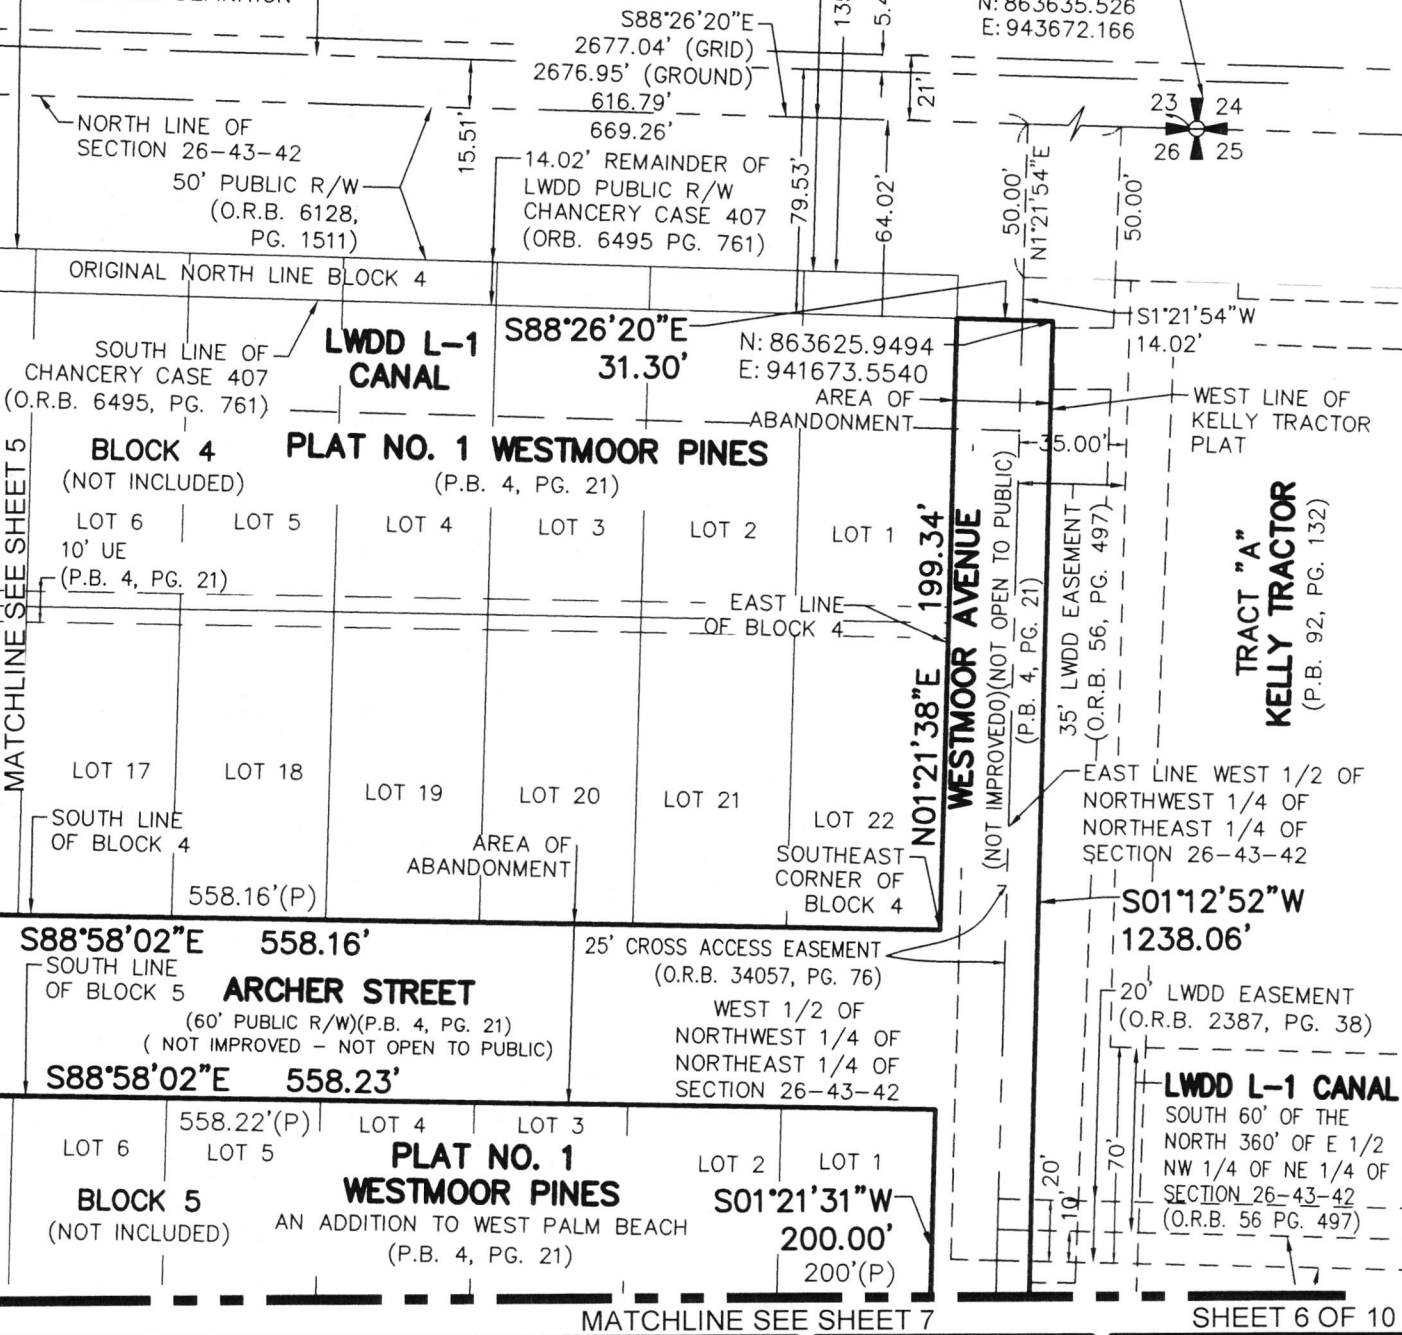 N: 863635.526
E: 943672.166
S88°26'20"E
2677.04' (GRID)
2676.95' (GROUND)
616.79'
669.26'
21'
23 24
26 25
NORTH LINE OF
SECTION 26-43-42
50' PUBLIC R/W
(O.R.B. 6128,
PG. 1511)
15.51'
14.02' REMAINDER OF
LWDD PUBLIC R/W
CHANCERY CASE 407
(ORB. 6495 PG. 761)
79.53'
64.02'
50.00'
N1°21'54"E
50.00'
ORIGINAL NORTH LINE BLOCK 4
SOUTH LINE OF
CHANCERY CASE 407
(O.R.B. 6495, PG. 761)
LWDD L-1
CANAL
S88°26'20"E
31.30'
N: 863625.9494
E: 941673.5540
AREA OF
ABANDONMENT
S1°21'54"W
14.02'
WEST LINE OF
KELLY TRACTOR
PLAT
35.00'
MATCHLINE SEE SHEET 5
BLOCK 4
(NOT INCLUDED)
PLAT NO. 1 WESTMOOR PINES
(P.B. 4, PG. 21)
LOT 6
LOT 5
LOT 4
LOT 3
LOT 2
LOT 1
10' UE
(P.B. 4, PG. 21)
EAST LINE
OF BLOCK 4
N01°21'38"E 199.34'
WESTMOOR AVENUE
(NOT IMPROVED0)(NOT OPEN TO PUBLIC)
(P.B. 4, PG. 21)
35' LWDD EASEMENT
(O.R.B. 56, PG. 497)
TRACT "A"
KELLY TRACTOR
(P.B. 92, PG. 132)
LOT 17
LOT 18
LOT 19
LOT 20
LOT 21
LOT 22
EAST LINE WEST 1/2 OF
NORTHWEST 1/4 OF
NORTHEAST 1/4 OF
SECTION 26-43-42
SOUTH LINE
OF BLOCK 4
AREA OF
ABANDONMENT
SOUTHEAST
CORNER OF
BLOCK 4
558.16'(P)
S01°12'52"W
1238.06'
S88°58'02"E 558.16'
SOUTH LINE
OF BLOCK 5
ARCHER STREET
(60' PUBLIC R/W)(P.B. 4, PG. 21)
( NOT IMPROVED - NOT OPEN TO PUBLIC)
S88°58'02"E 558.23'
25' CROSS ACCESS EASEMENT
(O.R.B. 34057, PG. 76)
WEST 1/2 OF
NORTHWEST 1/4 OF
NORTHEAST 1/4 OF
SECTION 26-43-42
20' LWDD EASEMENT
(O.R.B. 2387, PG. 38)
LWDD L-1 CANAL
SOUTH 60' OF THE
NORTH 360' OF E 1/2
NW 1/4 OF NE 1/4 OF
SECTION 26-43-42
(O.R.B. 56 PG. 497)
558.22'(P)
LOT 6
LOT 5
LOT 4
LOT 3
LOT 2
LOT 1
PLAT NO. 1
WESTMOOR PINES
AN ADDITION TO WEST PALM BEACH
(P.B. 4, PG. 21)
BLOCK 5
(NOT INCLUDED)
S01°21'31"W
200.00'
200'(P)
20'
10'
70'
MATCHLINE SEE SHEET 7
SHEET 6 OF 10